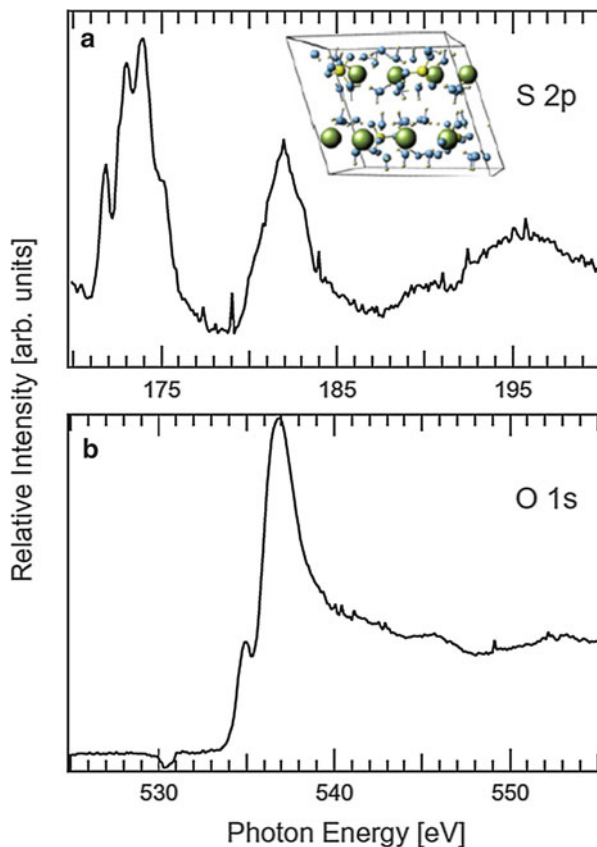 a
S 2p
175
185
195
Relative Intensity [arb. units]
b
O 1s
530
540
550
Photon Energy [eV]